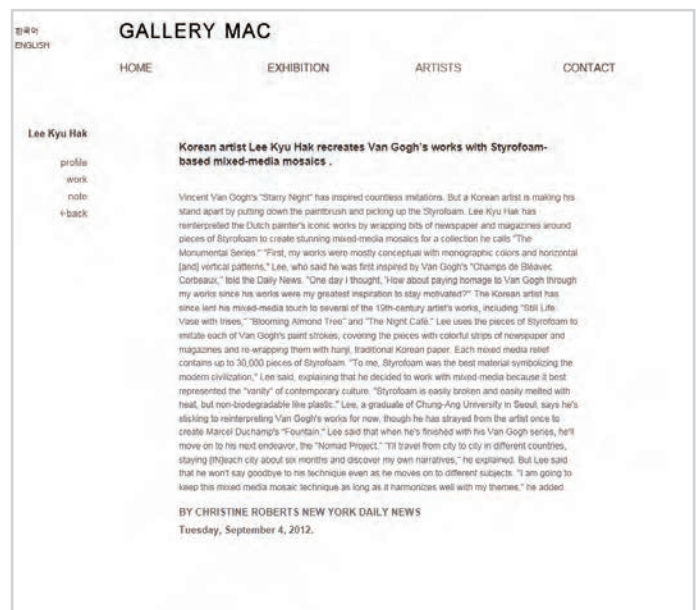 한국어
ENGLISH
GALLERY MAC
HOME EXHIBITION ARTISTS CONTACT
Lee Kyu Hak
profile
work
note
←back
Korean artist Lee Kyu Hak recreates Van Gogh's works with Styrofoam-
based mixed-media mosaics .
Vincent Van Gogh's "Starry Night" has inspired countless imitations. But a Korean artist is making his
stand apart by putting down the paintbrush and picking up the Styrofoam. Lee Kyu Hak has
reinterpreted the Dutch painter's iconic works by wrapping bits of newspaper and magazines around
pieces of Styrofoam to create stunning mixed-media mosaics for a collection he calls "The
Monumental Series." "First, my works were mostly conceptual with monographic colors and horizontal
[and] vertical patterns," Lee, who said he was first inspired by Van Gogh's "Champs de Bleavec
Corbeaux," told the Daily News. "One day I thought, 'How about paying homage to Van Gogh through
my works since his works were my greatest inspiration to stay motivated?'" The Korean artist has
since lent his mixed-media touch to several of the 19th-century artist's works, including "Still Life:
Vase with Irises," "Blooming Almond Tree" and "The Night Café." Lee uses the pieces of Styrofoam to
imitate each of Van Gogh's paint strokes, covering the pieces with colorful strips of newspaper and
magazines and re-wrapping them with hanji, traditional Korean paper. Each mixed media relief
contains up to 30,000 pieces of Styrofoam. "To me, Styrofoam was the best material symbolizing the
modern civilization," Lee said, explaining that he decided to work with mixed-media because it best
represented the "vanity" of contemporary culture. "Styrofoam is easily broken and easily melted with
heat, but non-biodegradable like plastic." Lee, a graduate of Chung-Ang University in Seoul, says he's
sticking to reinterpreting Van Gogh's works for now, though he has strayed from the artist once to
create Marcel Duchamp's "Fountain." Lee said that when he's finished with his Van Gogh series, he'll
move on to his next endeavor, the "Nomad Project." "I'll travel from city to city in different countries,
staying [IN]each city about six months and discover my own narratives," he explained. But Lee said
that he won't say goodbye to his technique even as he moves on to different subjects. "I am going to
keep this mixed media mosaic technique as long as it harmonizes well with my themes," he added.
BY CHRISTINE ROBERTS NEW YORK DAILY NEWS
Tuesday, September 4, 2012.